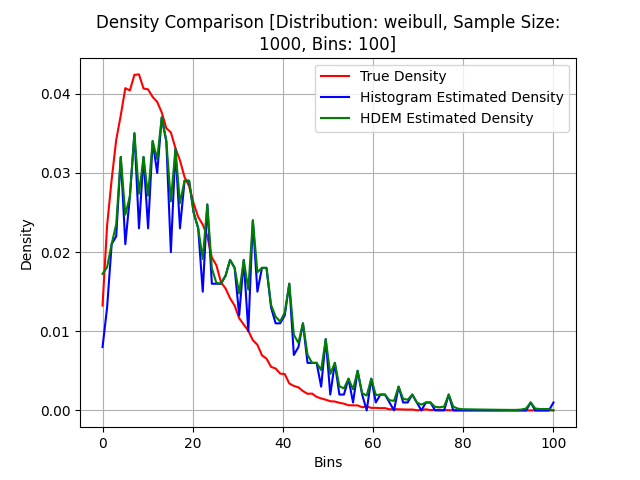 Density Comparison [Distribution: weibull, Sample Size:
1000, Bins: 100]
True Density
Histogram Estimated Density
HDEM Estimated Density
Density
0.04
0.03
0.02
0.01
0.00
0 20 40 60 80 100
Bins